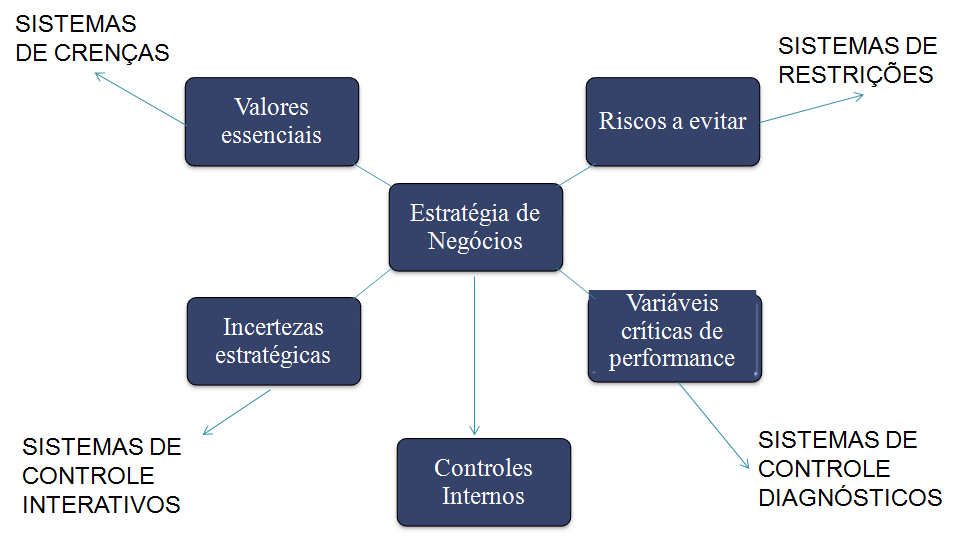 SISTEMAS
DE CRENÇAS
SISTEMAS DE
RESTRIÇÕES
Valores
essenciais
Riscos a evitar
Estratégia de
Negócios
Incertezas
estratégicas
Variáveis
críticas de
performance
SISTEMAS DE
CONTROLE
INTERATIVOS
Controles
Internos
SISTEMAS DE
CONTROLE
DIAGNÓSTICOS